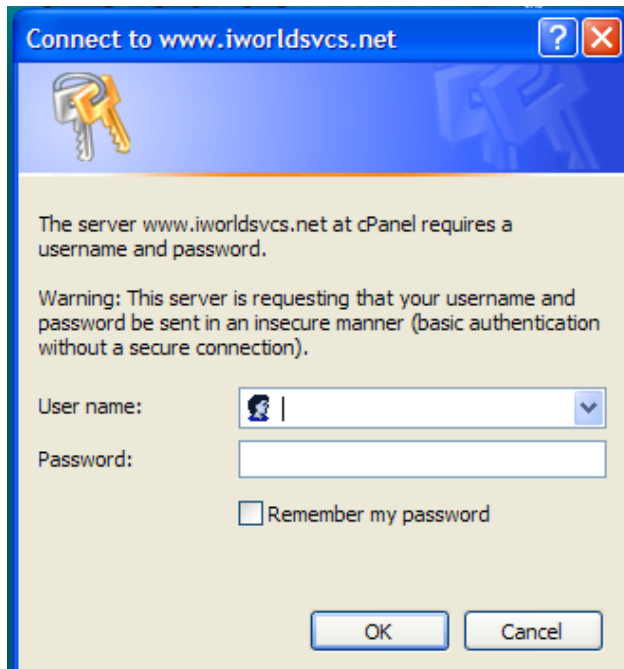 Connect to www.iworldsvcs.net
The server www.iworldsvcs.net at cPanel requires a
username and password.
Warning: This server is requesting that your username and
password be sent in an insecure manner (basic authentication
without a secure connection).
User name:
Password:
Remember my password
OK Cancel